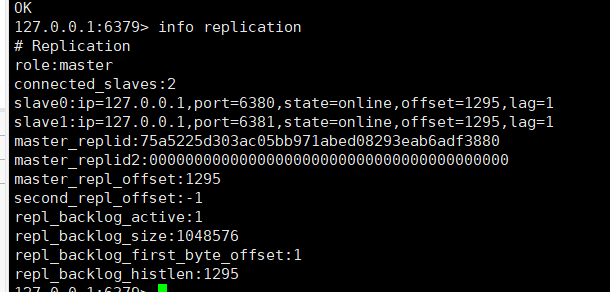 OK
127.0.0.1:6379> info replication
# Replication
role:master
connected_slaves:2
slave0:ip=127.0.0.1,port=6380,state=online,offset=1295,lag=1
slave1:ip=127.0.0.1,port=6381,state=online,offset=1295,lag=1
master_replid:75a5225d303ac05bb971abed08293eab6adf3880
master_replid2:0000000000000000000000000000000000000000
master_repl_offset:1295
second_repl_offset:-1
repl_backlog_active:1
repl_backlog_size:1048576
repl_backlog_first_byte_offset:1
repl_backlog_histlen:1295
127.0.0.1:6379>